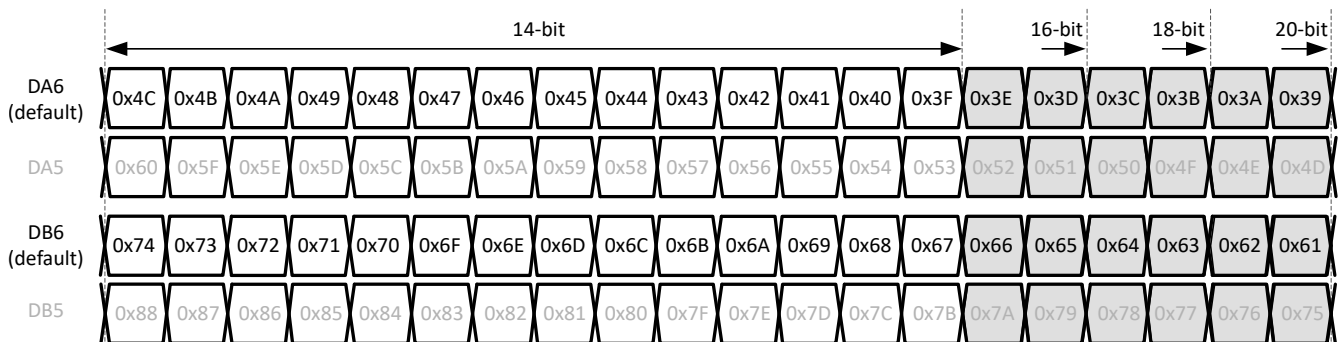 14-bit 16-bit 18-bit 20-bit
DA6 (default) 0x4C 0x4B 0x4A 0x49 0x48 0x47 0x46 0x45 0x44 0x43 0x42 0x41 0x40 0x3F 0x3E 0x3D 0x3C 0x3B 0x3A 0x39
DA5 0x60 0x5F 0x5E 0x5D 0x5C 0x5B 0x5A 0x59 0x58 0x57 0x56 0x55 0x54 0x53 0x52 0x51 0x50 0x4F 0x4E 0x4D
DB6 (default) 0x74 0x73 0x72 0x71 0x70 0x6F 0x6E 0x6D 0x6C 0x6B 0x6A 0x69 0x68 0x67 0x66 0x65 0x64 0x63 0x62 0x61
DB5 0x88 0x87 0x86 0x85 0x84 0x83 0x82 0x81 0x80 0x7F 0x7E 0x7D 0x7C 0x7B 0x7A 0x79 0x78 0x77 0x76 0x75